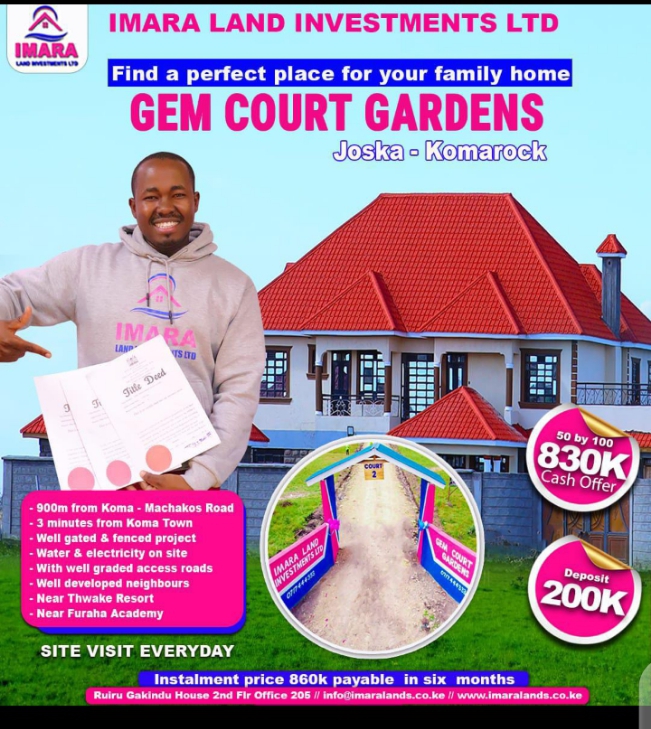 IMARA
LAND INVESTMENTS LTD
IMARA LAND INVESTMENTS LTD
Find a perfect place for your family home
GEM COURT GARDENS
Joska - Komarock
IMARA
Title Deed
50 by 100
830K
Cash Offer
COURT
2
IMARA LAND
INVESTMENTS LTD
GEM COURT
GARDENS
- 900m from Koma - Machakos Road
- 3 minutes from Koma Town
- Well gated & fenced project
- Water & electricity on site
- With well graded access roads
- Well developed neighbours
- Near Thwake Resort
- Near Furaha Academy
Deposit
200K
SITE VISIT EVERYDAY
Instalment price 860k payable in six months
Ruiru Gakindu House 2nd Flr Office 205 // info@imaralands.co.ke // www.imaralands.co.ke